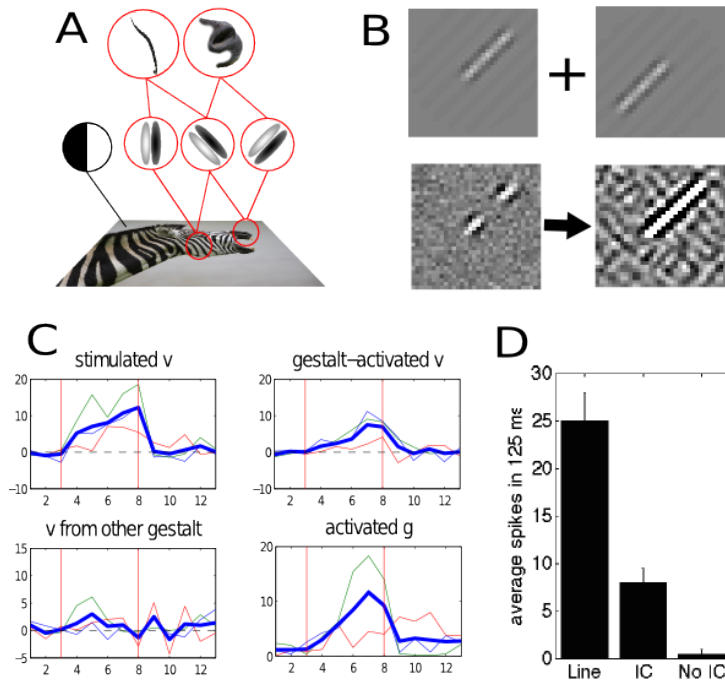 A
B
+
C
stimulated v
gestalt–activated v
20
10
0
−10
2 4 6 8 10 12
20
10
0
−10
2 4 6 8 10 12
v from other gestalt
activated g
15
10
5
0
−5
2 4 6 8 10 12
20
10
0
2 4 6 8 10 12
D
average spikes in 125 ms
30
25
20
15
10
5
0
Line IC No IC